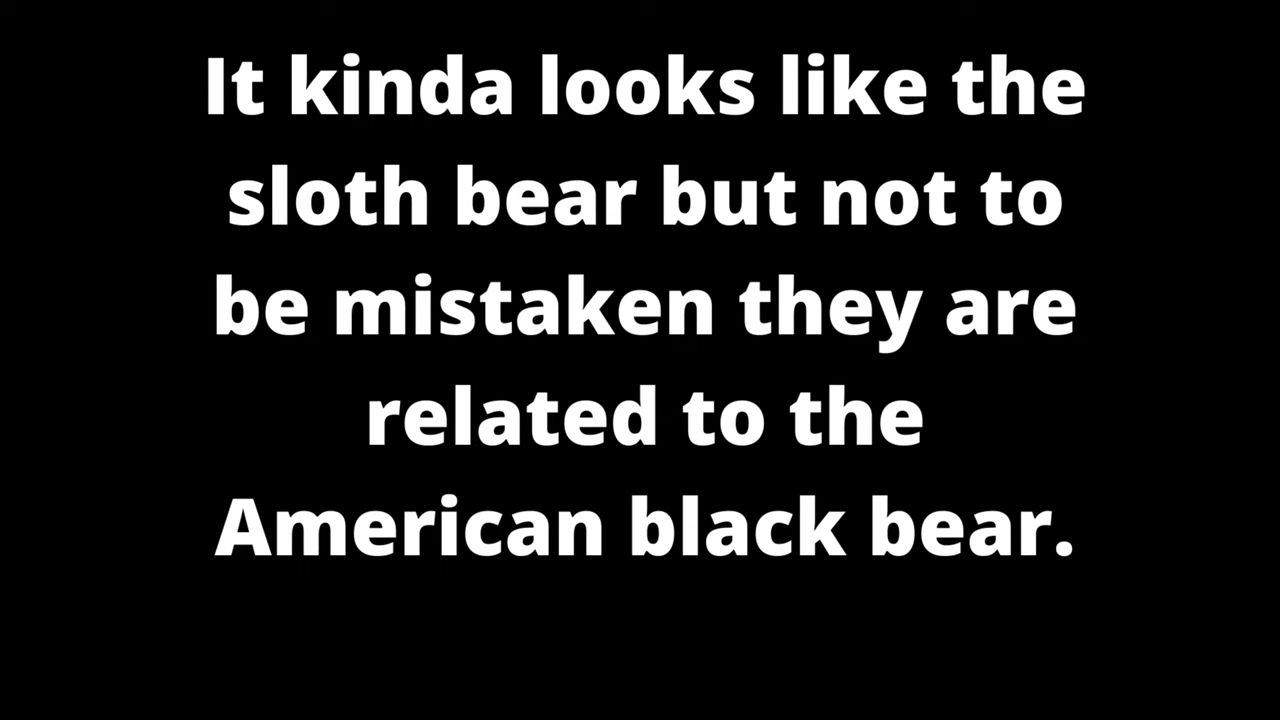 It kinda looks like the
sloth bear but not to
be mistaken they are
related to the
American black bear.